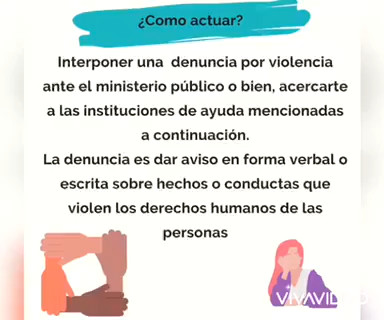 ¿Como actuar?
Interponer una denuncia por violencia
ante el ministerio público o bien, acercarte
a las instituciones de ayuda mencionadas
a continuación.
La denuncia es dar aviso en forma verbal o
escrita sobre hechos o conductas que
violen los derechos humanos de las
personas
VIVAVIDEO